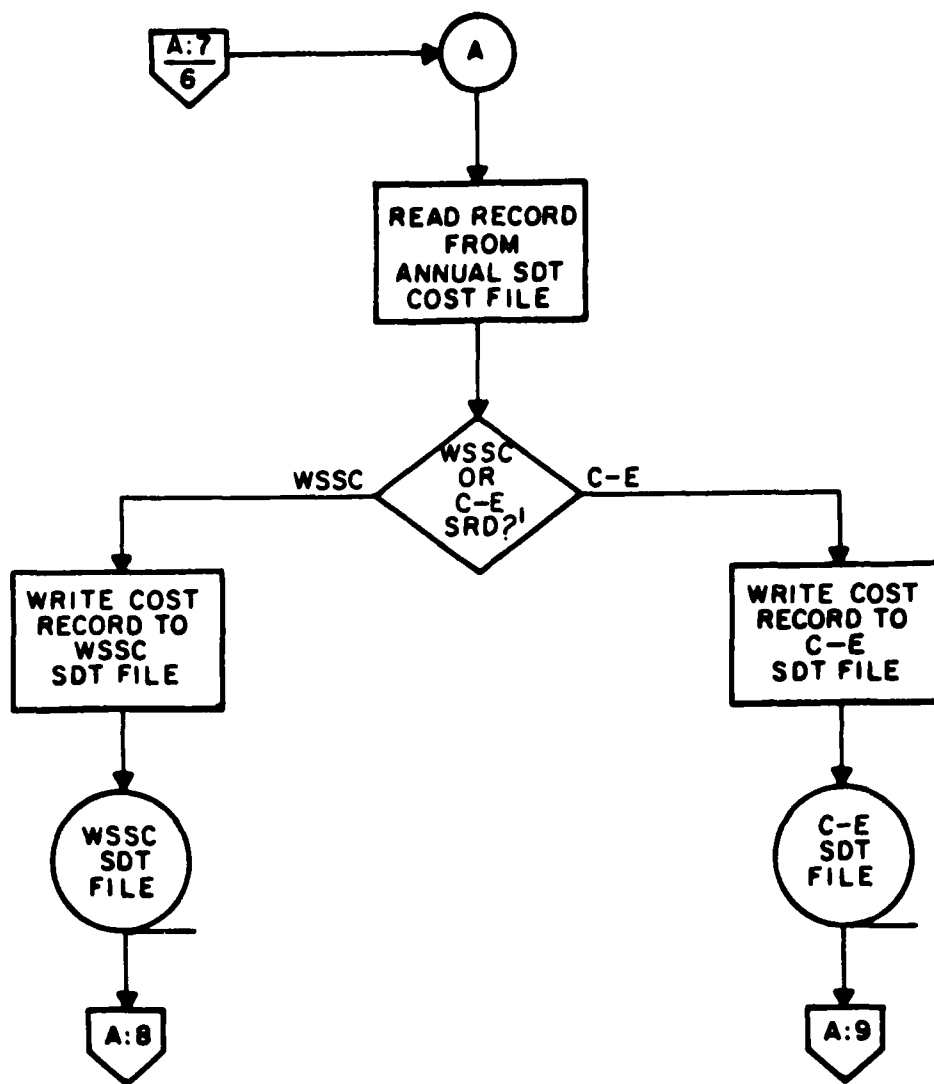 A:7
6
A
READ RECORD
FROM
ANNUAL SDT
COST FILE
WSSC
OR
C-E
SRD?¹
WSSC
C-E
WRITE COST
RECORD TO
WSSC
SDT FILE
WRITE COST
RECORD TO
C-E
SDT FILE
WSSC
SDT
FILE
C-E
SDT
FILE
A:8
A:9